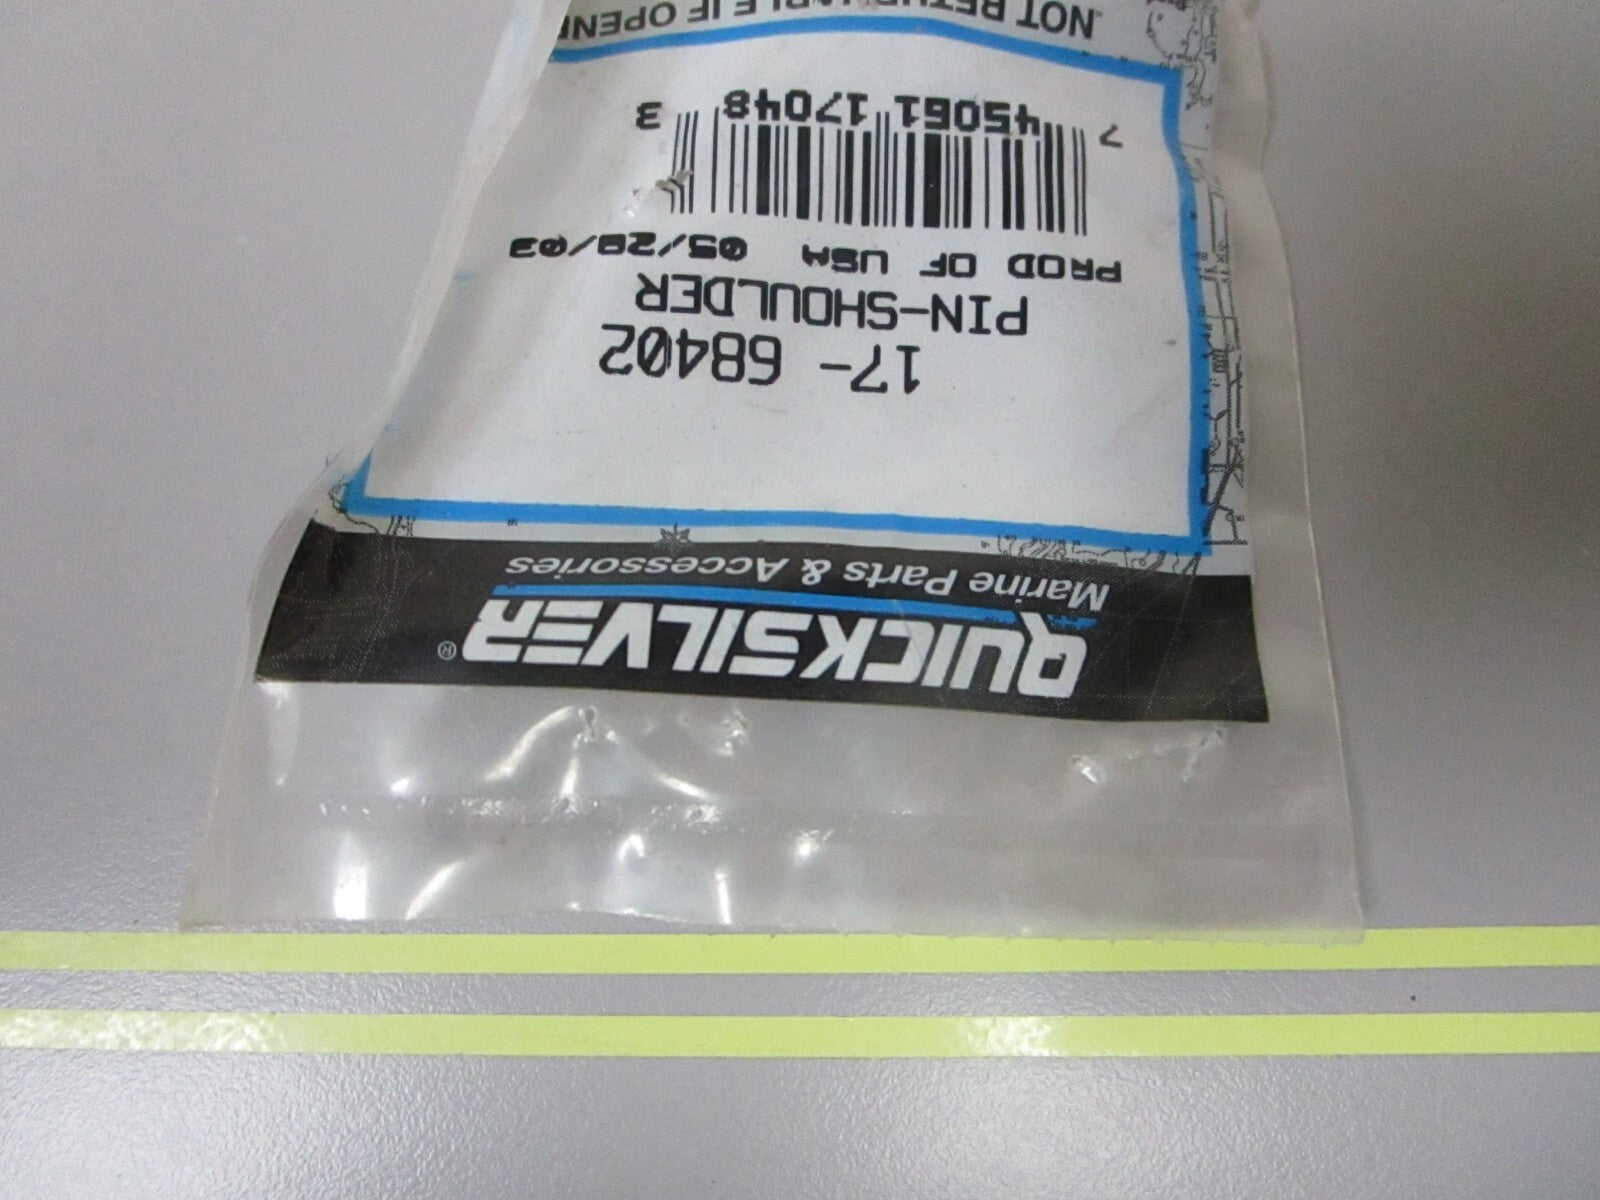 QUICKSILVER®
Marine Parts & Accessories
17- 68402
PIN-SHOULDER
PROD OF USA 05/28/03
7 45061 17048 3
NOT RETURNABLE IF OPENED